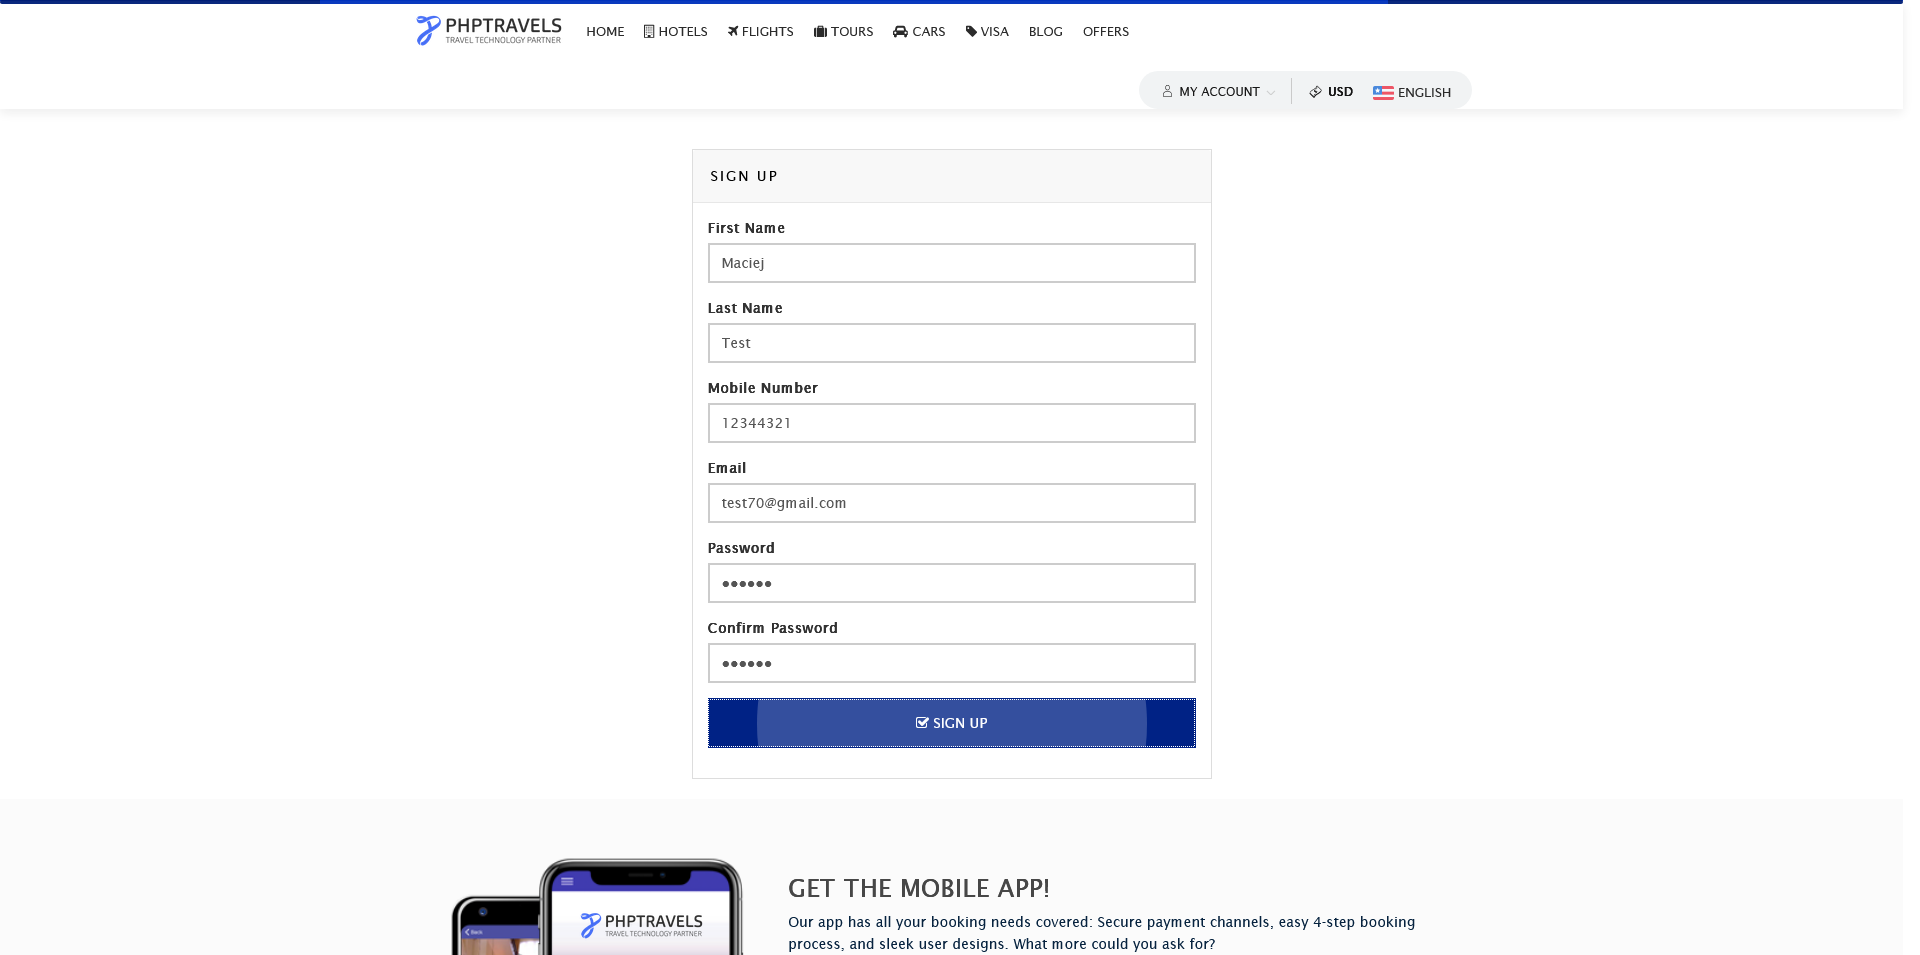 PHPTRAVELS
TRAVEL TECHNOLOGY PARTNER
HOME HOTELS FLIGHTS TOURS CARS VISA BLOG OFFERS
MY ACCOUNT USD ENGLISH
SIGN UP
First Name
Maciej
Last Name
Test
Mobile Number
12344321
Email
test70@gmail.com
Password
●●●●●●
Confirm Password
●●●●●●
SIGN UP
GET THE MOBILE APP!
Our app has all your booking needs covered: Secure payment channels, easy 4-step booking
process, and sleek user designs. What more could you ask for?
PHPTRAVELS
TRAVEL TECHNOLOGY PARTNER
Back